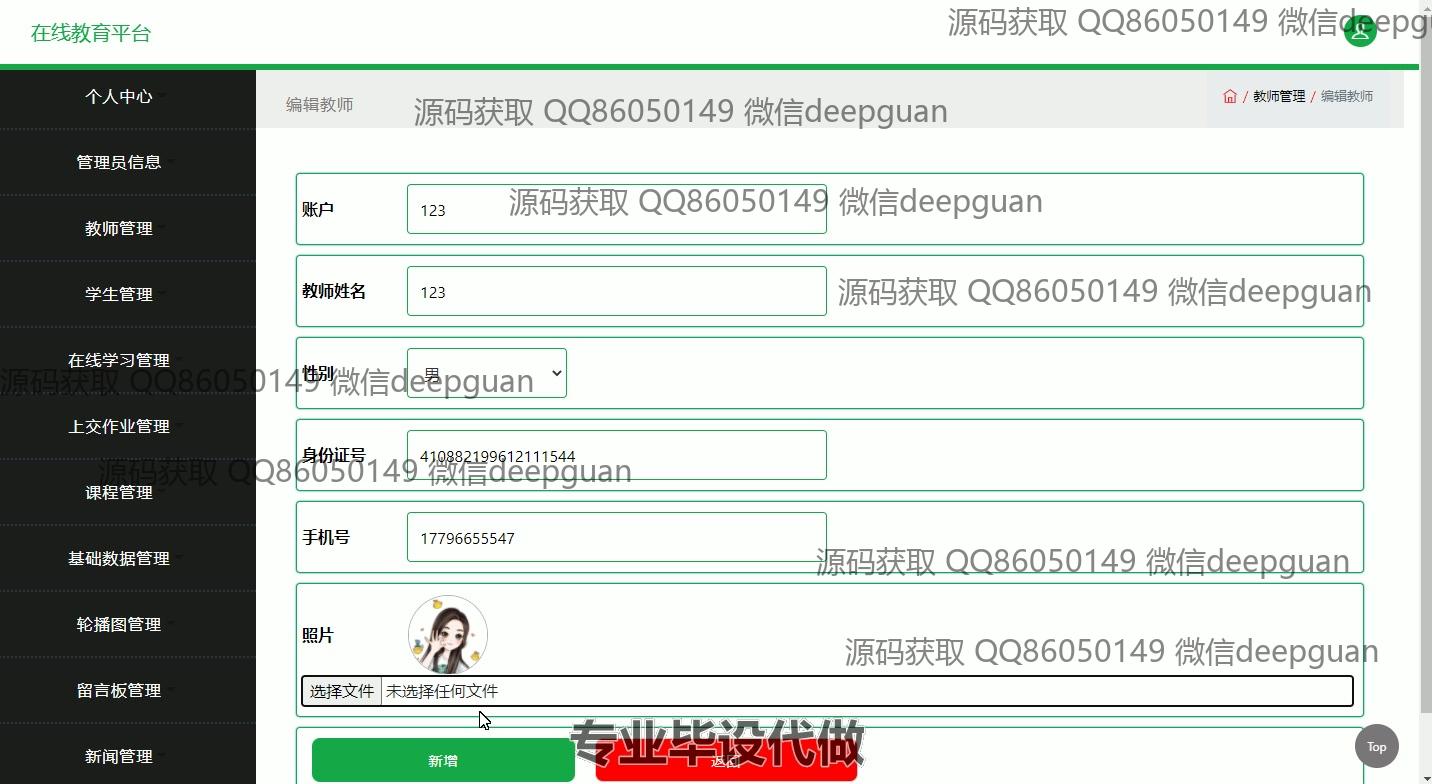 在线教育平台
源码获取 QQ86050149 微信deepgu
个人中心
管理员信息
教师管理
学生管理
在线学习管理
上交作业管理
课程管理
基础数据管理
轮播图管理
留言板管理
新闻管理
编辑教师
源码获取 QQ86050149 微信deepguan
/ 教师管理 / 编辑教师
账户
123
源码获取 QQ86050149 微信deepguan
教师姓名
123
源码获取 QQ86050149 微信deepguan
性别
男
源码获取 QQ86050149 微信deepguan
身份证号
410882199612111544
源码获取 QQ86050149 微信deepguan
手机号
17796655547
源码获取 QQ86050149 微信deepguan
照片
源码获取 QQ86050149 微信deepguan
选择文件 未选择任何文件
新增
返回
专业毕设代做
Top